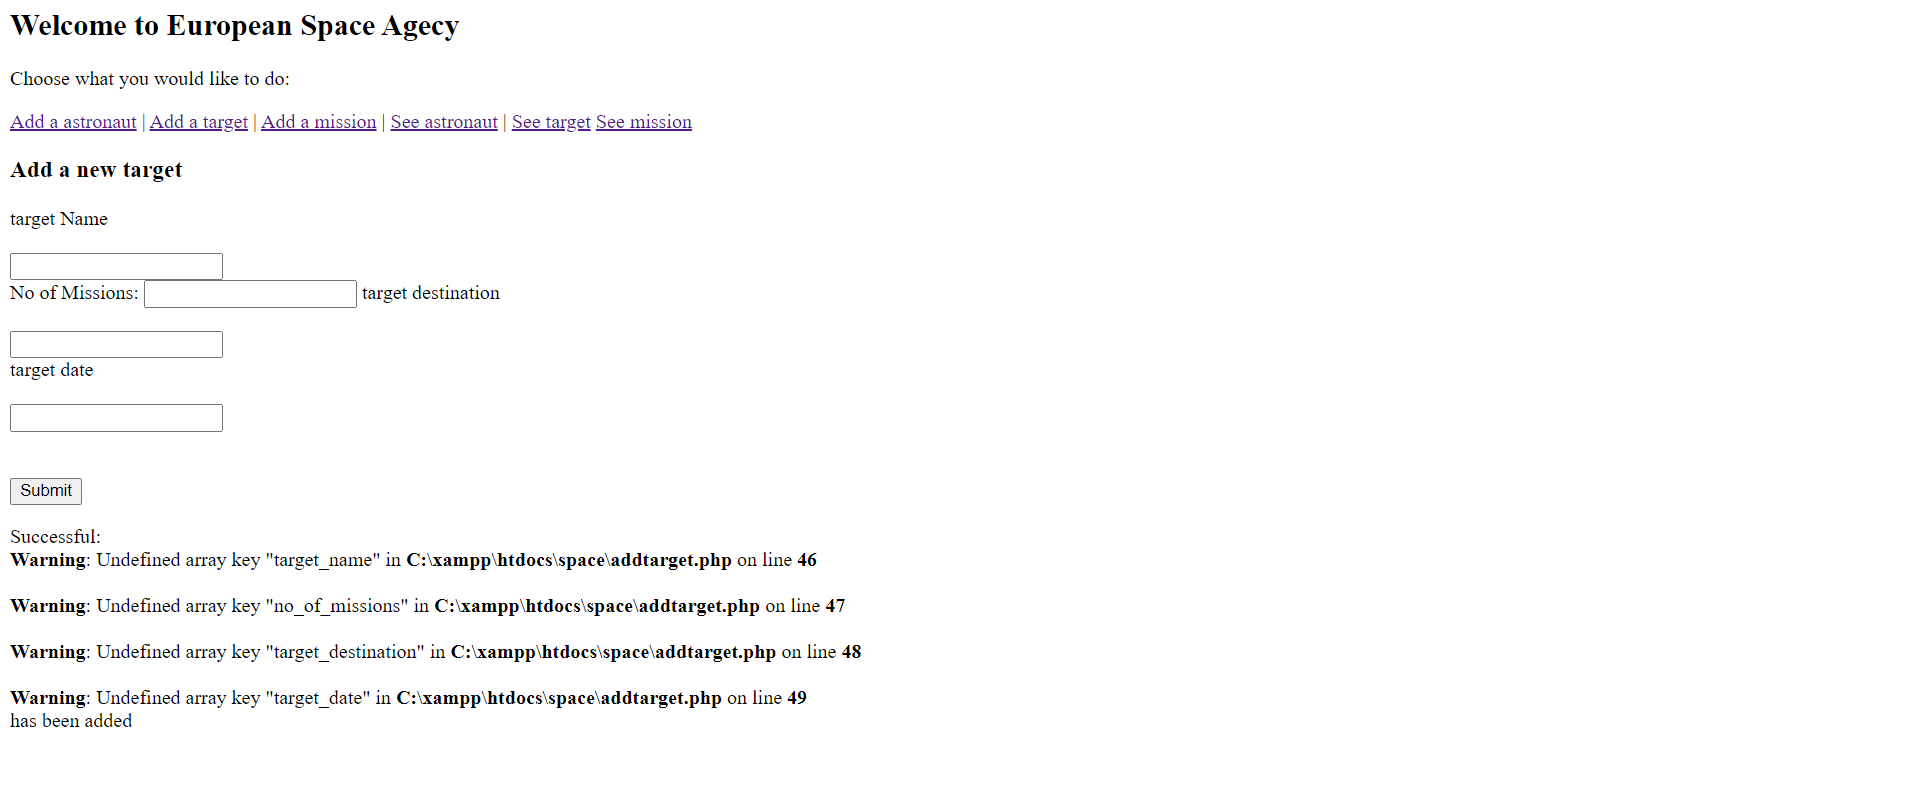 Welcome to European Space Agecy
Choose what you would like to do:
Add a astronaut | Add a target | Add a mission | See astronaut | See target See mission
Add a new target
target Name
No of Missions: target destination
target date
Submit
Successful:
Warning: Undefined array key "target_name" in C:\xampp\htdocs\space\addtarget.php on line 46
Warning: Undefined array key "no_of_missions" in C:\xampp\htdocs\space\addtarget.php on line 47
Warning: Undefined array key "target_destination" in C:\xampp\htdocs\space\addtarget.php on line 48
Warning: Undefined array key "target_date" in C:\xampp\htdocs\space\addtarget.php on line 49
has been added